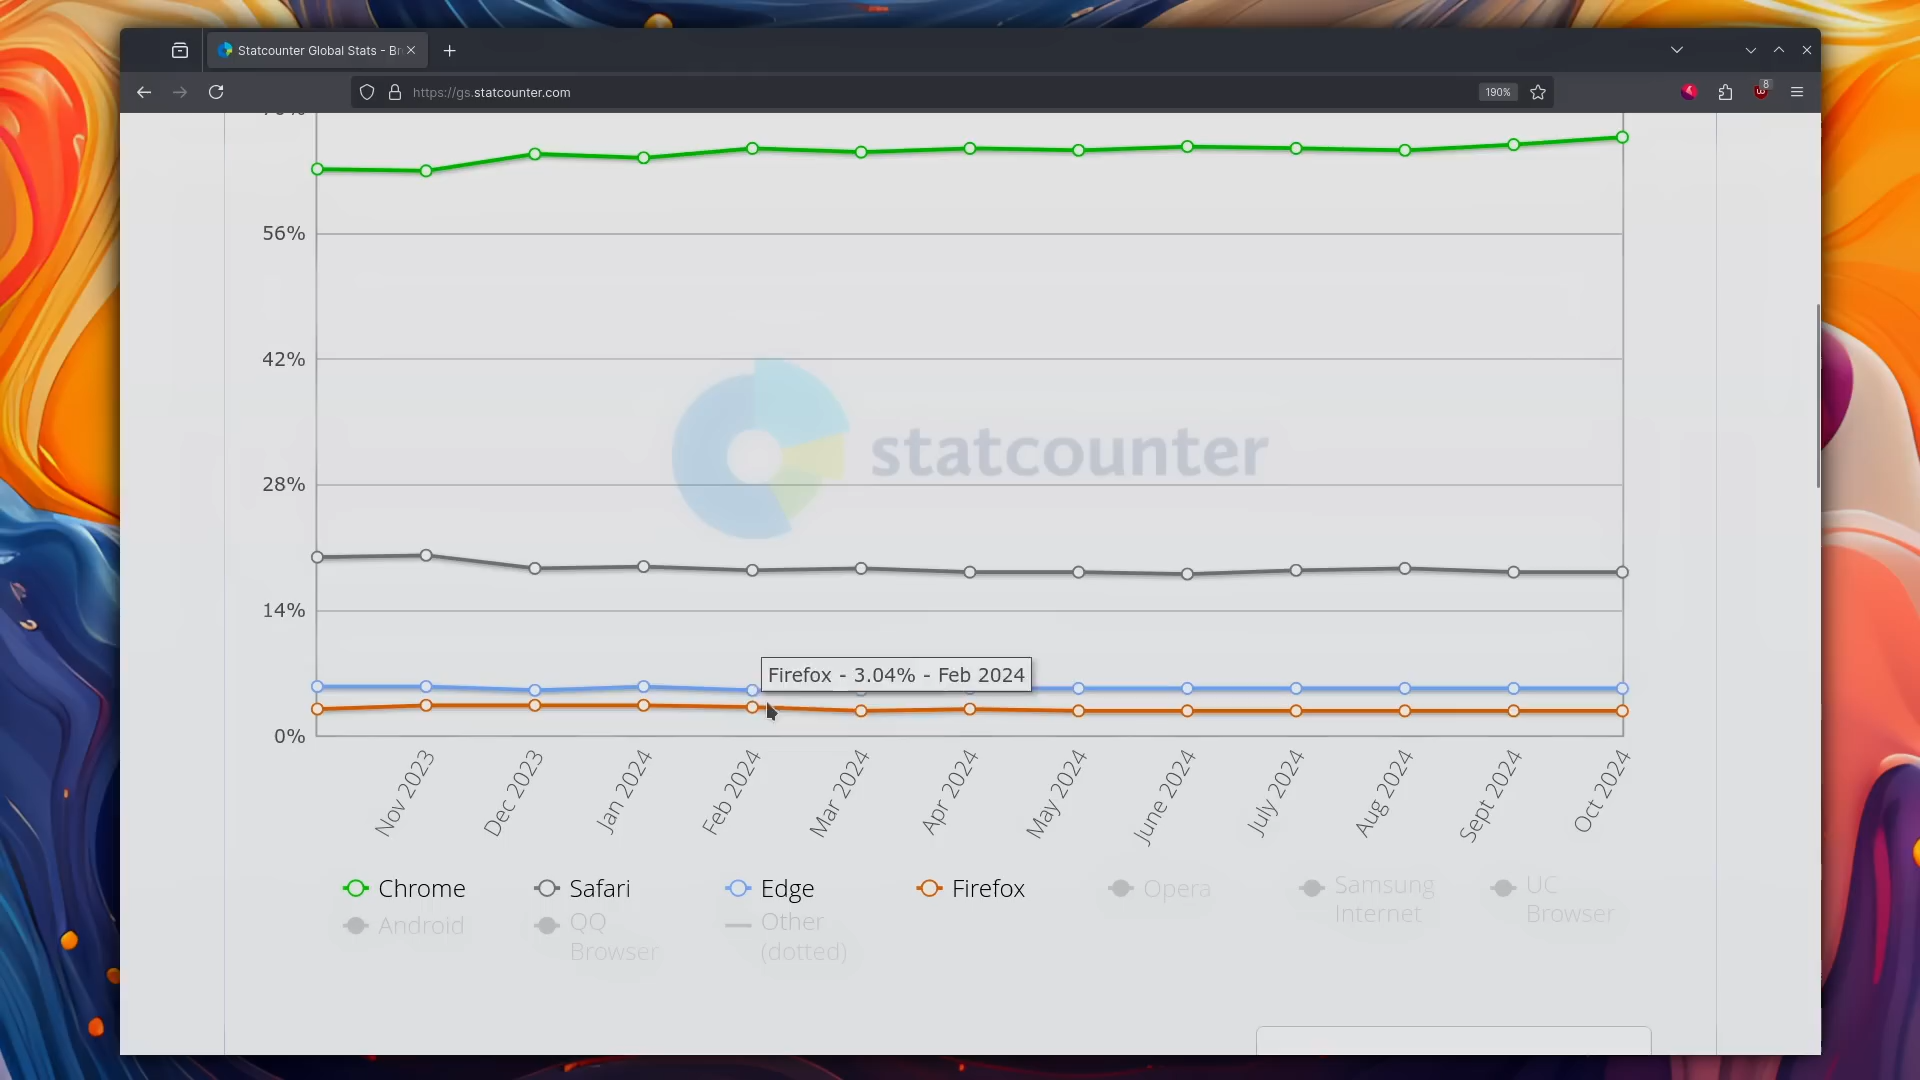 Statcounter Global Stats - Br
https://gs.statcounter.com
190%
8
56%
42%
statcounter
28%
14%
Firefox - 3.04% - Feb 2024
0%
Nov 2023
Dec 2023
Jan 2024
Feb 2024
Mar 2024
Apr 2024
May 2024
June 2024
July 2024
Aug 2024
Sept 2024
Oct 2024
Chrome
Safari
Edge
Firefox
Opera
Samsung
Internet
UC
Browser
Android
QQ
Browser
Other
(dotted)